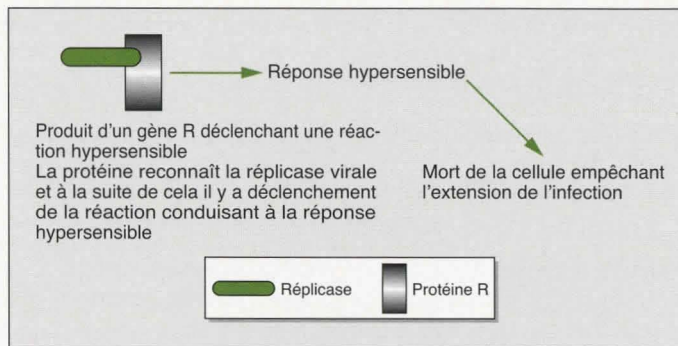 Réponse hypersensible
Produit d'un gène R déclenchant une réac-
tion hypersensible
La protéine reconnaît la réplicase virale
et à la suite de cela il y a déclenchement
de la réaction conduisant à la réponse
hypersensible
Mort de la cellule empêchant
l'extension de l'infection
Réplicase
Protéine R